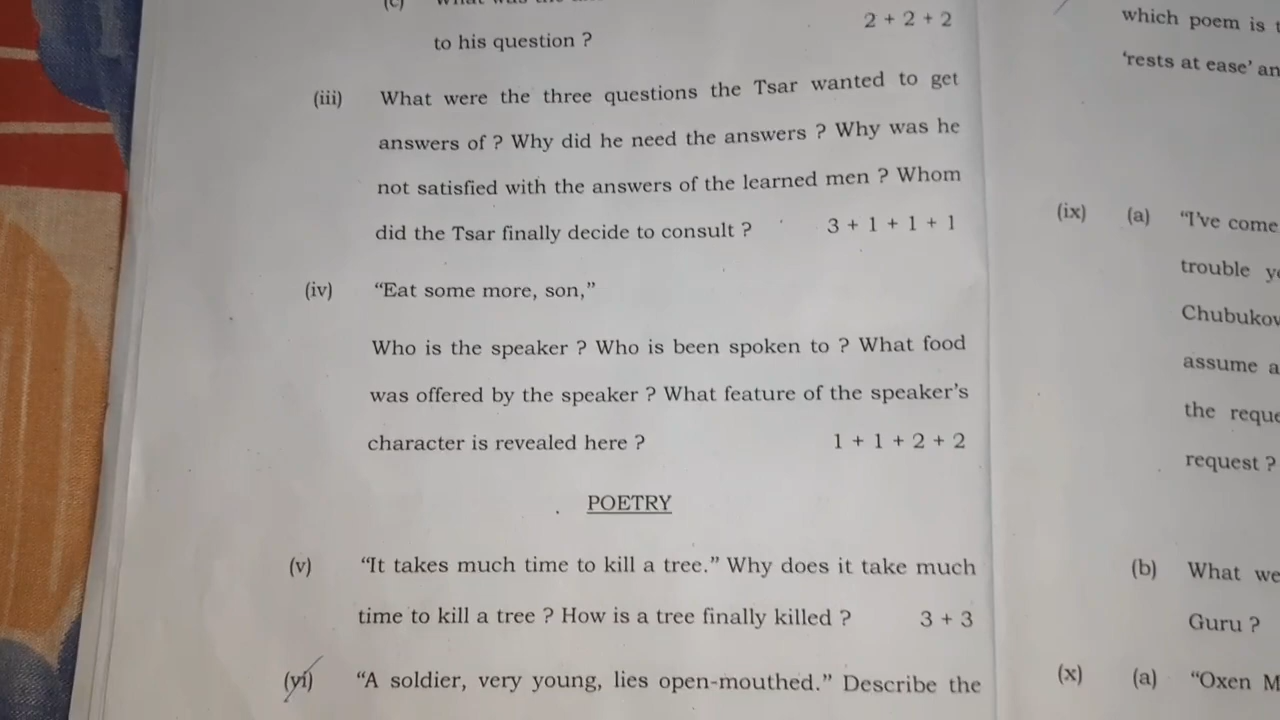 (c)
to his question ? 2 + 2 + 2
(iii) What were the three questions the Tsar wanted to get
answers of ? Why did he need the answers ? Why was he
not satisfied with the answers of the learned men ? Whom
did the Tsar finally decide to consult ? 3 + 1 + 1 + 1
(iv) “Eat some more, son,”
Who is the speaker ? Who is been spoken to ? What food
was offered by the speaker ? What feature of the speaker’s
character is revealed here ? 1 + 1 + 2 + 2
POETRY
(v) “It takes much time to kill a tree.” Why does it take much
time to kill a tree ? How is a tree finally killed ? 3 + 3
(vi) “A soldier, very young, lies open-mouthed.” Describe the
which poem is
‘rests at ease’ an
(ix) (a) “I’ve come
trouble
Chubukov
assume a
the
request ?
(b) What we
Guru ?
(x) (a) “Oxen M